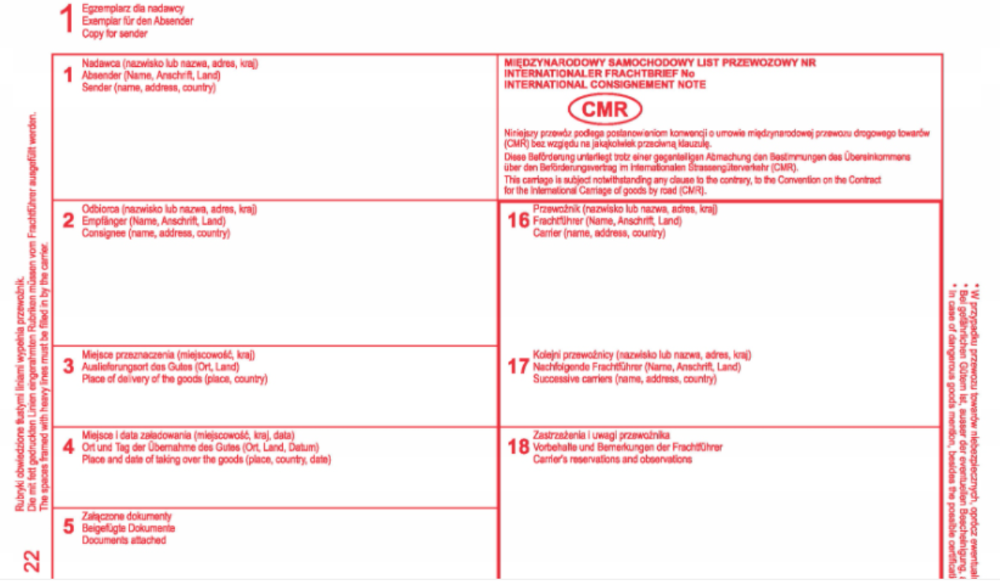 1
Egzemplarz dla nadawcy
Exemplar für den Absender
Copy for sender
1
Nadawca (nazwisko lub nazwa, adres, kraj)
Absender (Name, Anschrift, Land)
Sender (name, address, country)
MIĘDZYNARODOWY SAMOCHODOWY LIST PRZEWOZOWY NR
INTERNATIONALER FRACHTBRIEF No
INTERNATIONAL CONSIGNEMENT NOTE
CMR
Niniejszy przewóz podlega postanowieniom konwencji o umowie międzynarodowej przewozu drogowego towarów
(CMR) bez względu na jakąkolwiek przeciwną klauzulę.
Diese Beförderung unterliegt trotz einer gegenteiligen Abmachung den Bestimmungen des Übereinkommens
über den Beförderungsvertrag im internationalen Strassengüterverkehr (CMR).
This carriage is subject notwithstanding any clause to the contrary, to the Convention on the Contract
for the International Carriage of goods by road (CMR).
2
Odbiorca (nazwisko lub nazwa, adres, kraj)
Empfänger (Name, Anschrift, Land)
Consignee (name, address, country)
16
Przewoźnik (nazwisko lub nazwa, adres, kraj)
Frachtführer (Name, Anschrift, Land)
Carrier (name, address, country)
3
Miejsce przeznaczenia (miejscowość, kraj)
Auslieferungsort des Gutes (Ort, Land)
Place of delivery of the goods (place, country)
17
Kolejni przewoźnicy (nazwisko lub nazwa, adres, kraj)
Nachfolgende Frachtführer (Name, Anschrift, Land)
Successive carriers (name, address, country)
4
Miejsce i data załadowania (miejscowość, kraj, data)
Ort und Tag der Übernahme des Gutes (Ort, Land, Datum)
Place and date of taking over the goods (place, country, date)
18
Zastrzeżenia i uwagi przewoźnika
Vorbehalte und Bemerkungen der Frachtführer
Carrier's reservations and observations
5
Załączone dokumenty
Beigefügte Dokumente
Documents attached
Rubryki obwiedzione tłustymi liniami wypełnia przewoźnik.
Die mit fett gedruckten Linien eingerahmten Rubriken müssen vom Frachtführer ausgefüllt werden.
The spaces framed with heavy lines must be filled in by the carrier.
22
* W przypadku przewozu towarów niebezpiecznych, oprócz
* Bei gefährlichen Gütern ist, ausser der eventuellen Bescheinigung,
* In case of dangerous goods mention, besides the possible